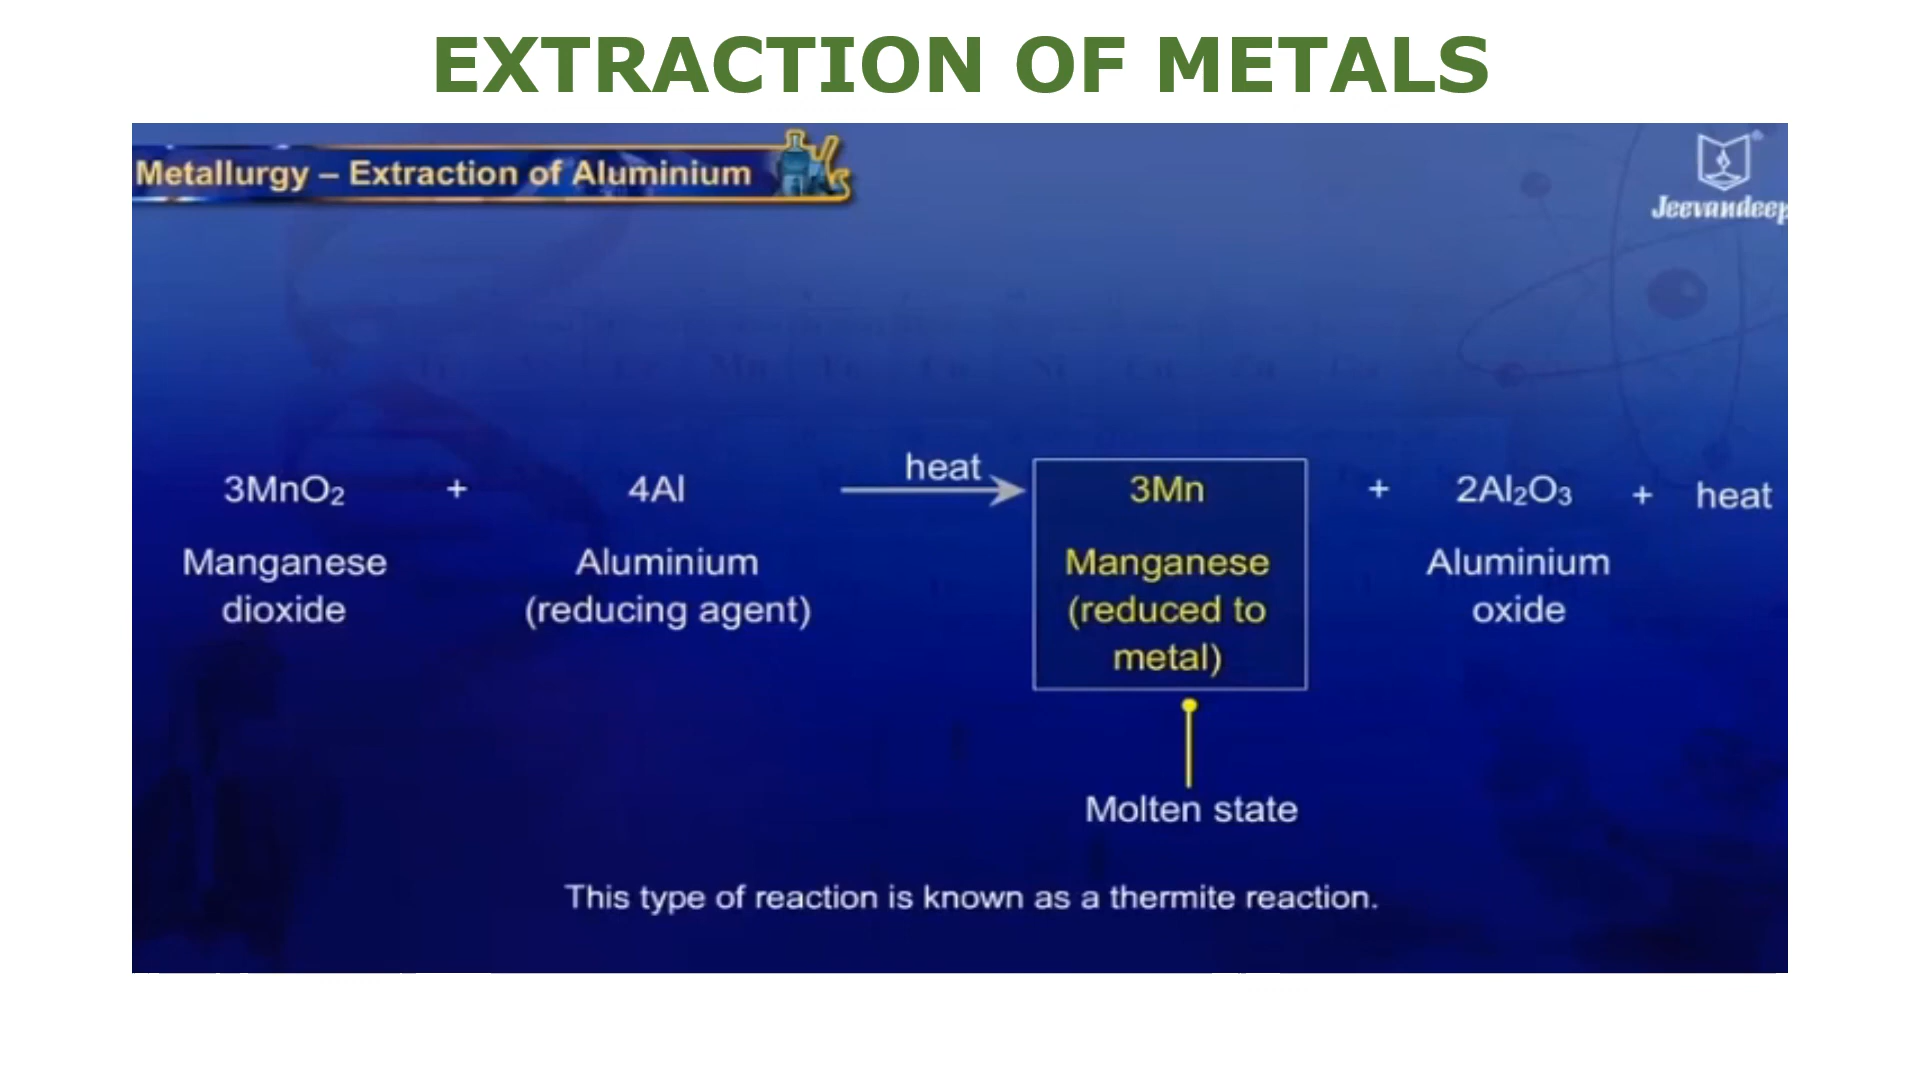 EXTRACTION OF METALS
Metallurgy – Extraction of Aluminium
Jeevandeep
heat
3MnO₂ + 4Al 3Mn + 2Al₂O₃ + heat
Manganese Aluminium Manganese Aluminium
dioxide (reducing agent) (reduced to oxide
metal)
Molten state
This type of reaction is known as a thermite reaction.